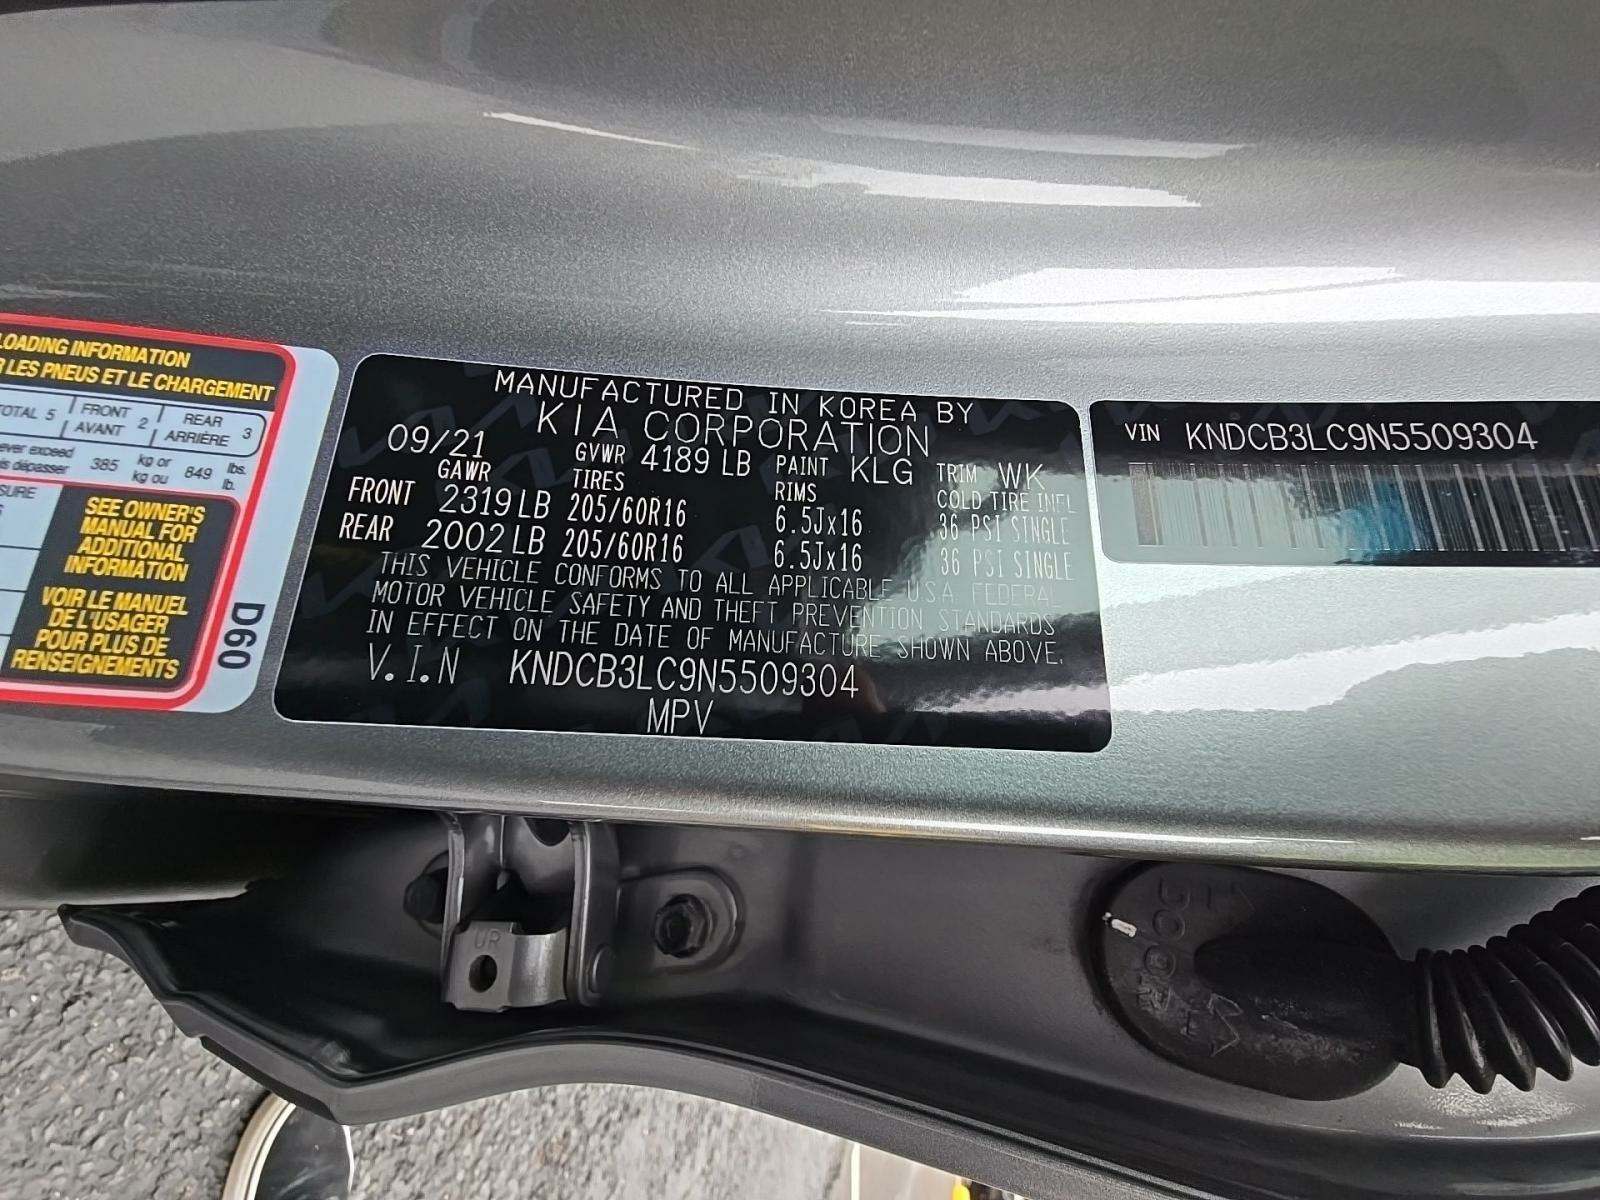 LOADING INFORMATION
LES PNEUS ET LE CHARGEMENT
TOTAL 5 FRONT AVANT 2 REAR ARRIÈRE 3
ever exceed
dépasser 385 kg or kg ou 849 lbs. lb.
SEE OWNER'S
MANUAL FOR
ADDITIONAL
INFORMATION
VOIR LE MANUEL
DE L'USAGER
POUR PLUS DE
RENSEIGNEMENTS
D60
MANUFACTURED IN KOREA BY
KIA CORPORATION
09/21 GVWR 4189 LB PAINT KLG TRIM WK
GAWR TIRES RIMS COLD TIRE INFL
FRONT 2319 LB 205/60R16 6.5Jx16 36 PSI SINGLE
REAR 2002 LB 205/60R16 6.5Jx16 36 PSI SINGLE
THIS VEHICLE CONFORMS TO ALL APPLICABLE U.S.A FEDERAL
MOTOR VEHICLE SAFETY AND THEFT PREVENTION STANDARDS
IN EFFECT ON THE DATE OF MANUFACTURE SHOWN ABOVE.
V.I.N KNDCB3LC9N5509304
MPV
VIN KNDCB3LC9N5509304
UR